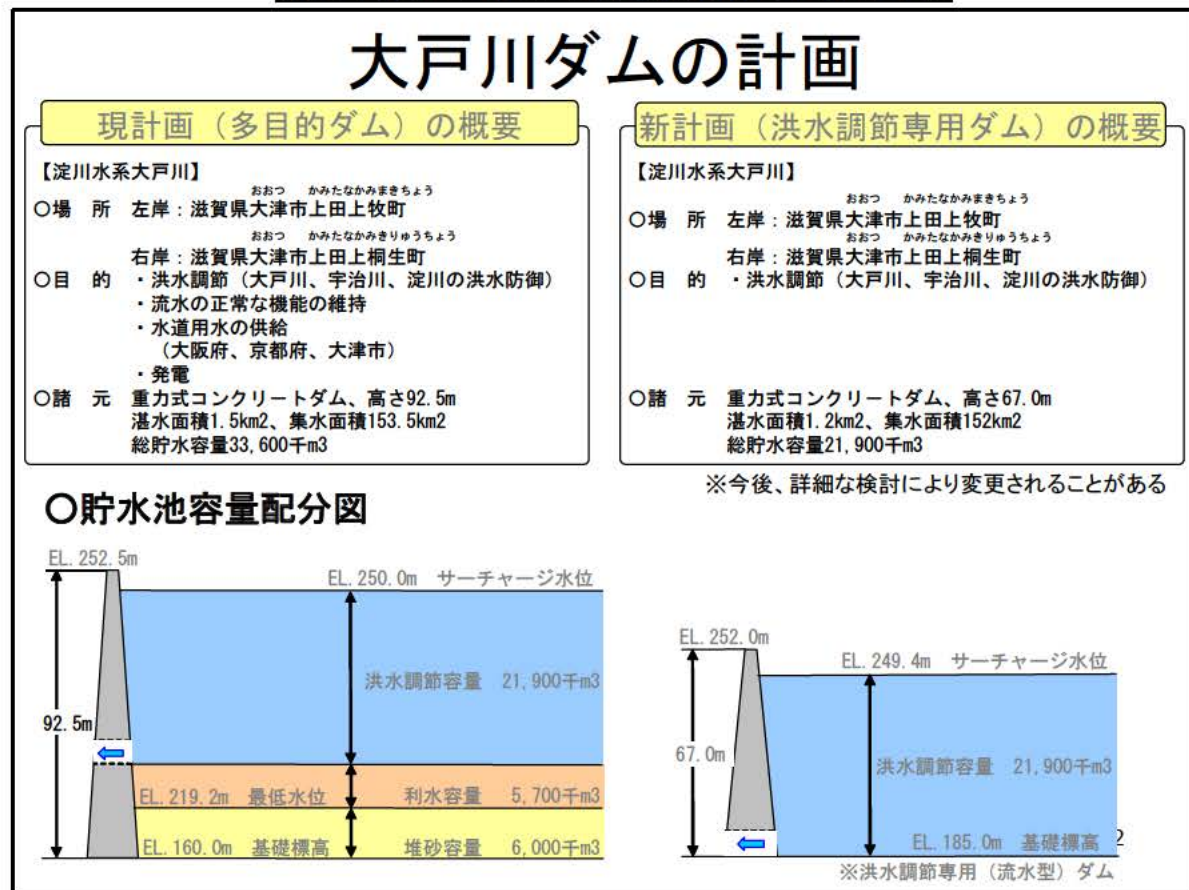 大戸川ダムの計画
現計画（多目的ダム）の概要
【淀川水系大戸川】
おおつ かみたなかみまきちょう
○場 所 左岸：滋賀県大津市上田上牧町
おおつ かみたなかみきりゅうちょう
右岸：滋賀県大津市上田上桐生町
○目 的 ・洪水調節（大戸川、宇治川、淀川の洪水防御）
・流水の正常な機能の維持
・水道用水の供給
（大阪府、京都府、大津市）
・発電
○諸 元 重力式コンクリートダム、高さ92.5m
湛水面積1.5km2、集水面積153.5km2
総貯水容量33,600千m3
新計画（洪水調節専用ダム）の概要
【淀川水系大戸川】
おおつ かみたなかみまきちょう
○場 所 左岸：滋賀県大津市上田上牧町
おおつ かみたなかみきりゅうちょう
右岸：滋賀県大津市上田上桐生町
○目 的 ・洪水調節（大戸川、宇治川、淀川の洪水防御）
○諸 元 重力式コンクリートダム、高さ67.0m
湛水面積1.2km2、集水面積152km2
総貯水容量21,900千m3
※今後、詳細な検討により変更されることがある
○貯水池容量配分図
EL.252.5m
EL.250.0m サーチャージ水位
洪水調節容量 21,900千m3
92.5m
EL.219.2m 最低水位 利水容量 5,700千m3
EL.160.0m 基礎標高 堆砂容量 6,000千m3
EL.252.0m
EL.249.4m サーチャージ水位
67.0m
洪水調節容量 21,900千m3
EL.185.0m 基礎標高
2
※洪水調節専用（流水型）ダム